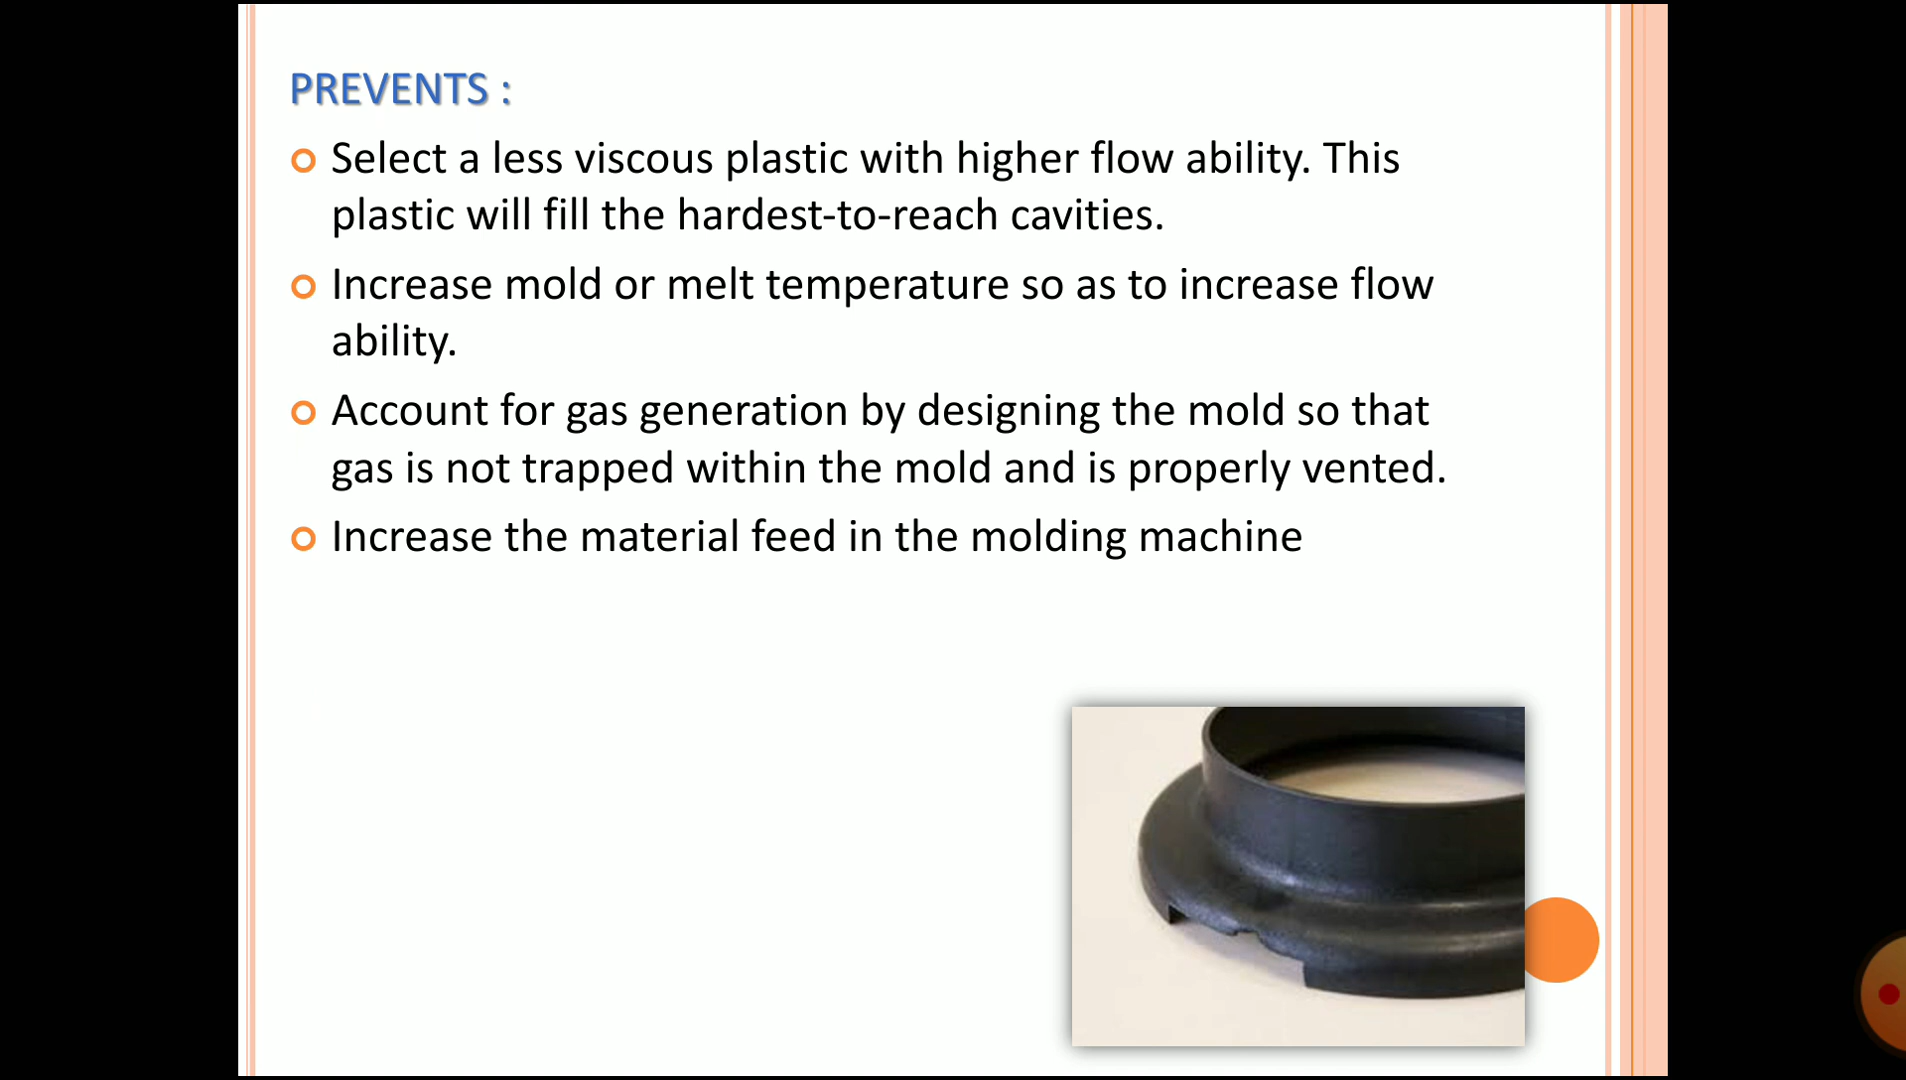 PREVENTS :
Select a less viscous plastic with higher flow ability. This
plastic will fill the hardest-to-reach cavities.
Increase mold or melt temperature so as to increase flow
ability.
Account for gas generation by designing the mold so that
gas is not trapped within the mold and is properly vented.
Increase the material feed in the molding machine